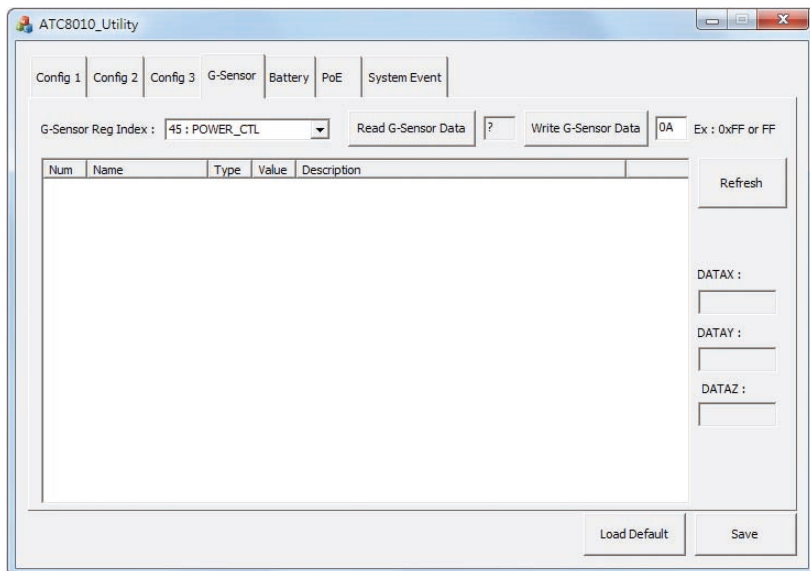 ATC8010_Utility
Config 1 Config 2 Config 3 G-Sensor Battery PoE System Event
G-Sensor Reg Index : 45 : POWER_CTL Read G-Sensor Data ? Write G-Sensor Data 0A Ex : 0xFF or FF
Num Name Type Value Description
Refresh
DATAX :
DATAY :
DATAZ :
Load Default Save